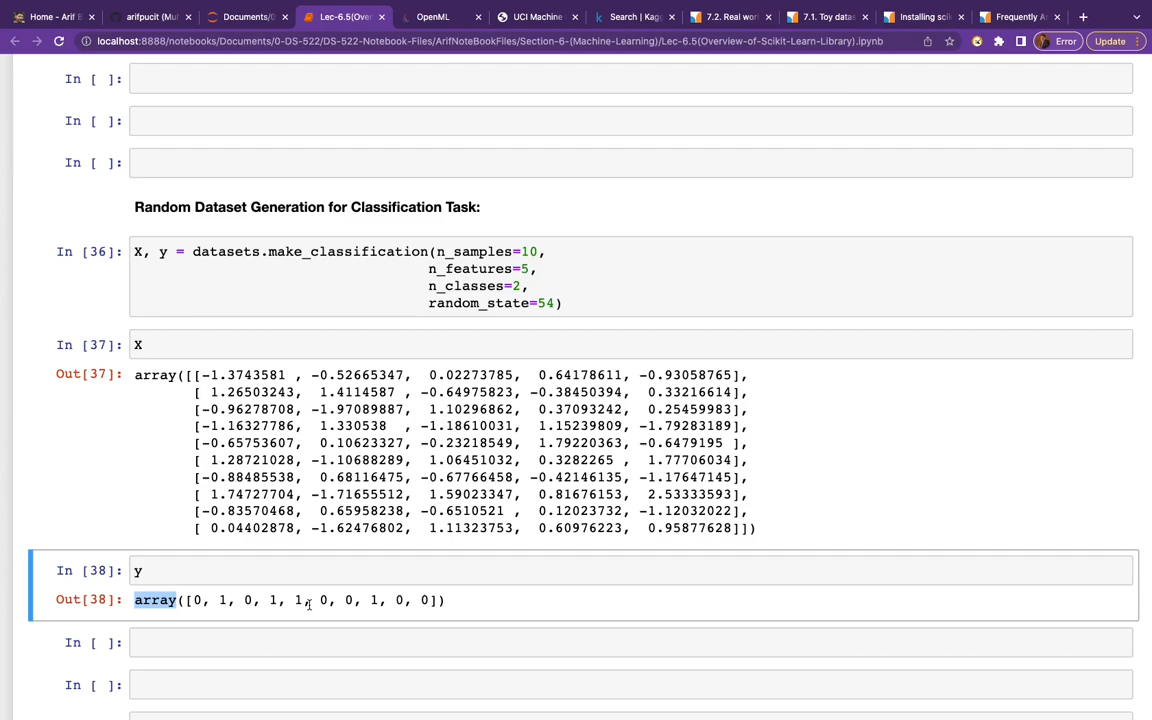 Home - Arif B
arifpucit (Mu
Documents/0
Lec-6.5(Over
OpenML
UCI Machine
Search | Kagg
7.2. Real wor
7.1. Toy datas
Installing scik
Frequently As
localhost:8888/notebooks/Documents/0-DS-522/DS-522-Notebook-Files/ArifNoteBookFiles/Section-6-(Machine-Learning)/Lec-6.5(Overview-of-Scikit-Learn-Library).ipynb
Error
Update
In [ ]:
In [ ]:
In [ ]:
Random Dataset Generation for Classification Task:
In [36]: X, y = datasets.make_classification(n_samples=10,
n_features=5,
n_classes=2,
random_state=54)
In [37]: X
Out[37]: array([[-1.3743581 , -0.52665347, 0.02273785, 0.64178611, -0.93058765],
[ 1.26503243, 1.4114587 , -0.64975823, -0.38450394, 0.33216614],
[-0.96278708, -1.97089887, 1.10296862, 0.37093242, 0.25459983],
[-1.16327786, 1.330538 , -1.18610031, 1.15239809, -1.79283189],
[-0.65753607, 0.10623327, -0.23218549, 1.79220363, -0.6479195 ],
[ 1.28721028, -1.10688289, 1.06451032, 0.3282265 , 1.77706034],
[-0.88485538, 0.68116475, -0.67766458, -0.42146135, -1.17647145],
[ 1.74727704, -1.71655512, 1.59023347, 0.81676153, 2.53333593],
[-0.83570468, 0.65958238, -0.6510521 , 0.12023732, -1.12032022],
[ 0.04402878, -1.62476802, 1.11323753, 0.60976223, 0.95877628]])
In [38]: y
Out[38]: array([0, 1, 0, 1, 1, 0, 0, 1, 0, 0])
In [ ]:
In [ ]: